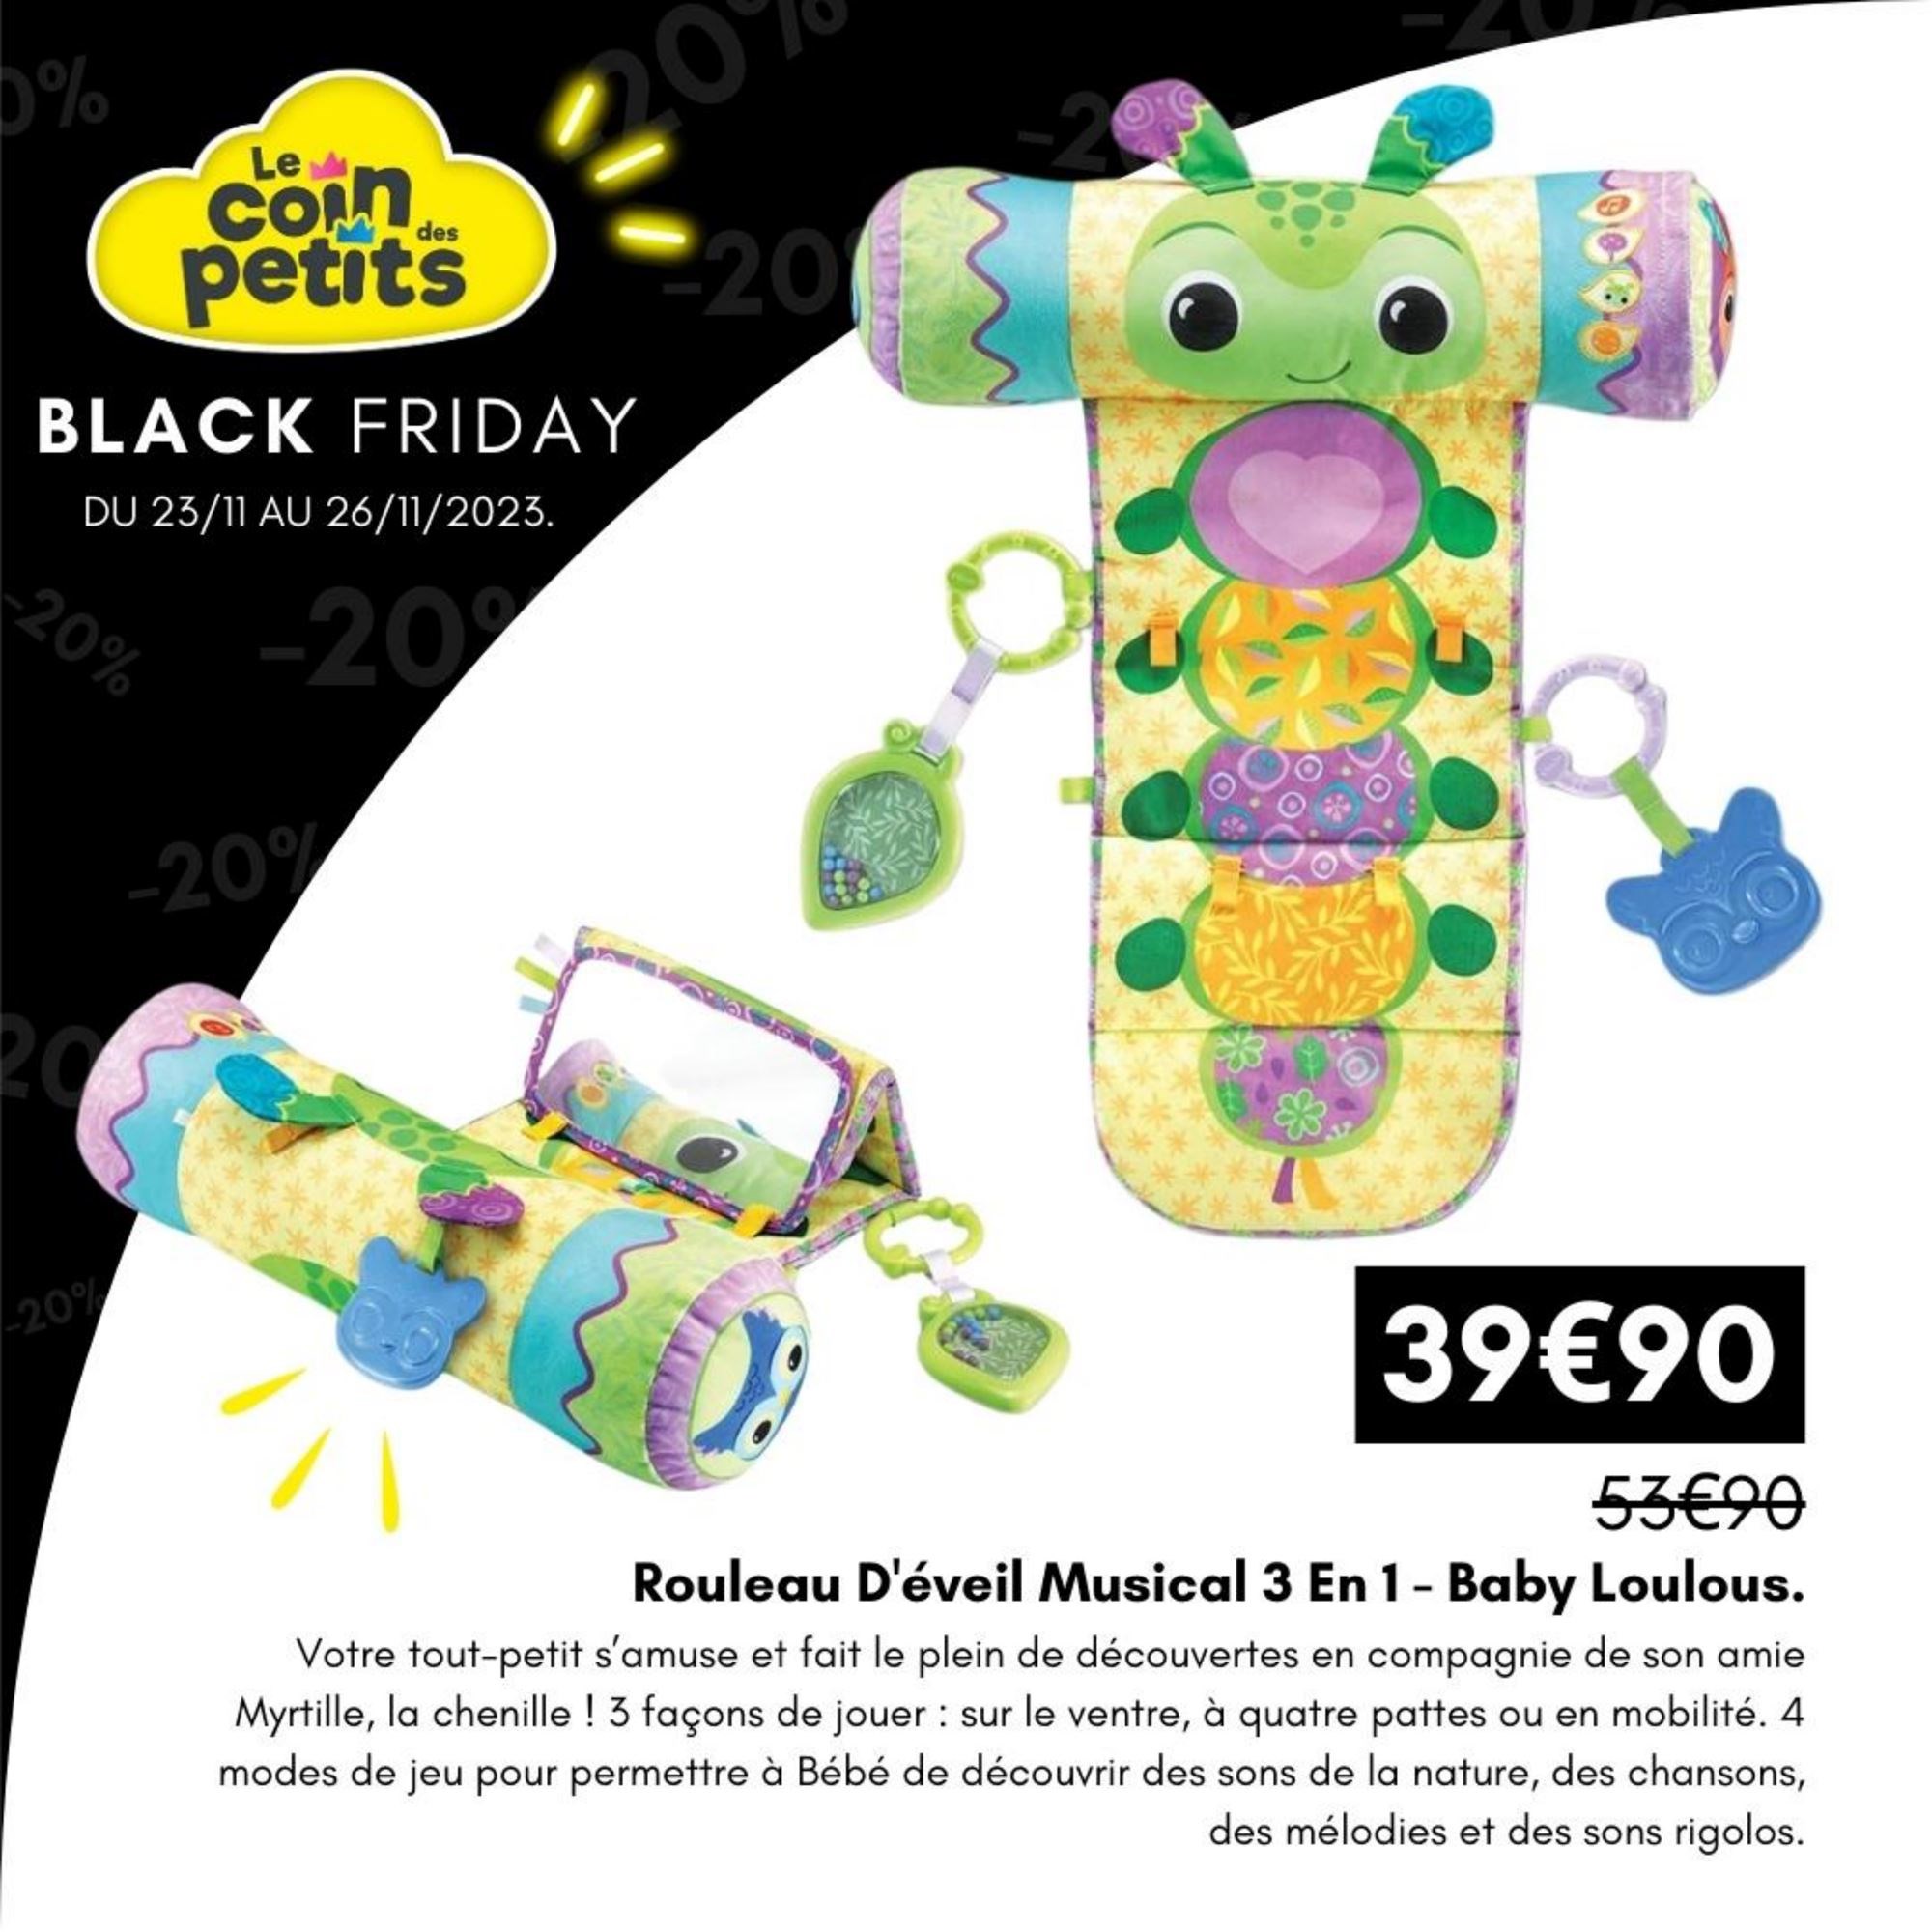 Le
coin
des
petits
BLACK FRIDAY
DU 23/11 AU 26/11/2023.
-20%
-20%
-20%
-20%
-20%
39€90
53€90
Rouleau D'éveil Musical 3 En 1 - Baby Loulous.
Votre tout-petit s'amuse et fait le plein de découvertes en compagnie de son amie
Myrtille, la chenille ! 3 façons de jouer : sur le ventre, à quatre pattes ou en mobilité. 4
modes de jeu pour permettre à Bébé de découvrir des sons de la nature, des chansons,
des mélodies et des sons rigolos.